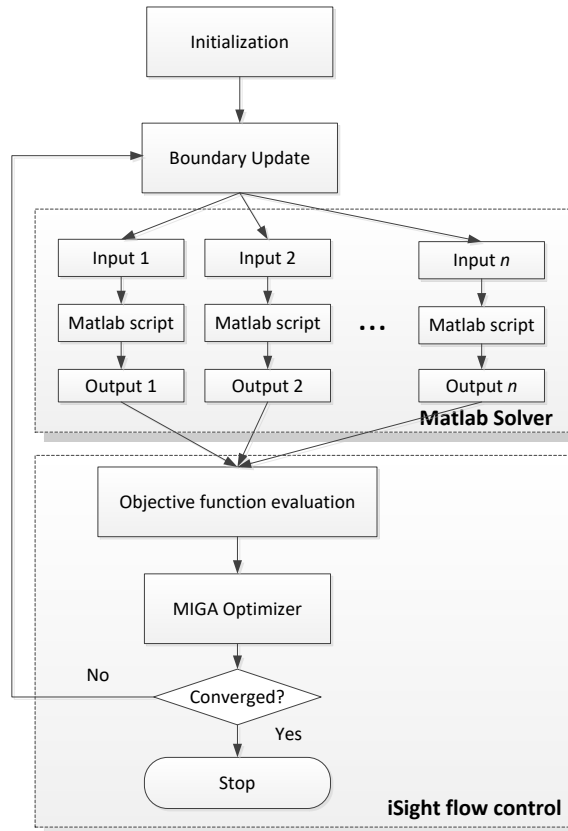 Initialization
Boundary Update
Input 1
Input 2
Input n
Matlab script
Matlab script
...
Matlab script
Output 1
Output 2
Output n
Matlab Solver
Objective function evaluation
MIGA Optimizer
No
Converged?
Yes
Stop
iSight flow control